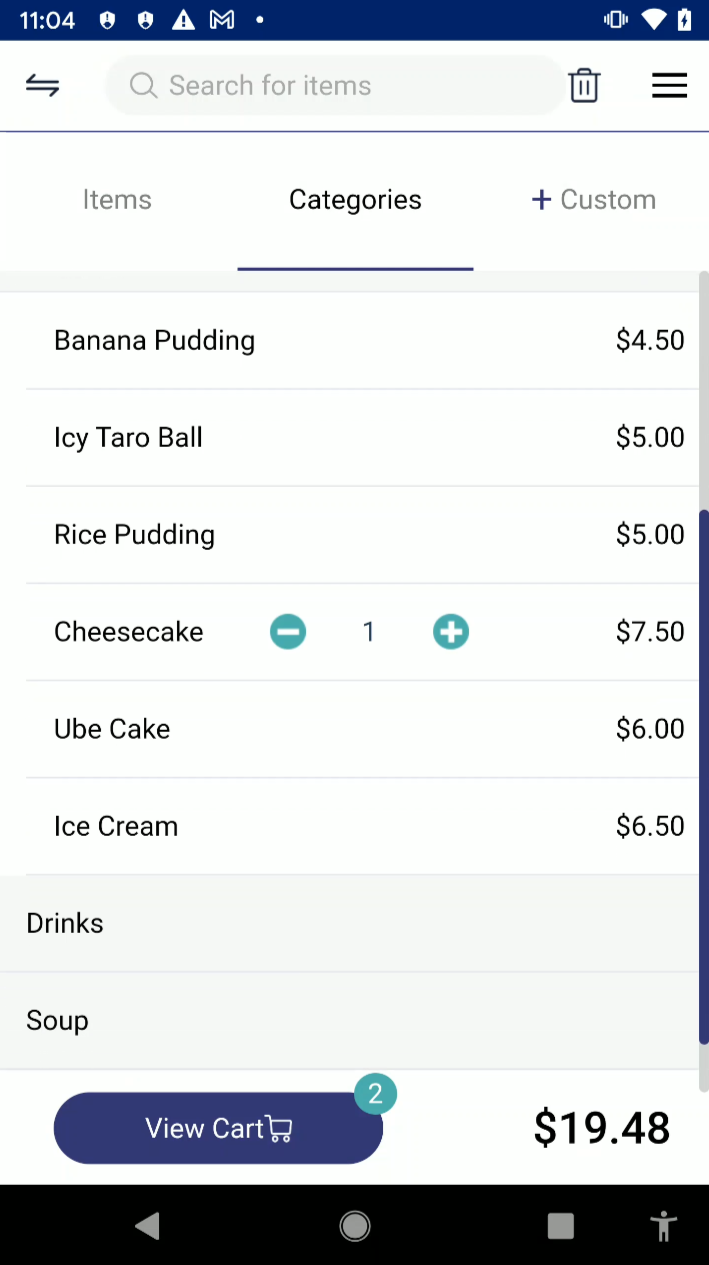 11:04
Search for items
Items Categories + Custom
Banana Pudding $4.50
Icy Taro Ball $5.00
Rice Pudding $5.00
Cheesecake 1 $7.50
Ube Cake $6.00
Ice Cream $6.50
Drinks
Soup
2
View Cart $19.48